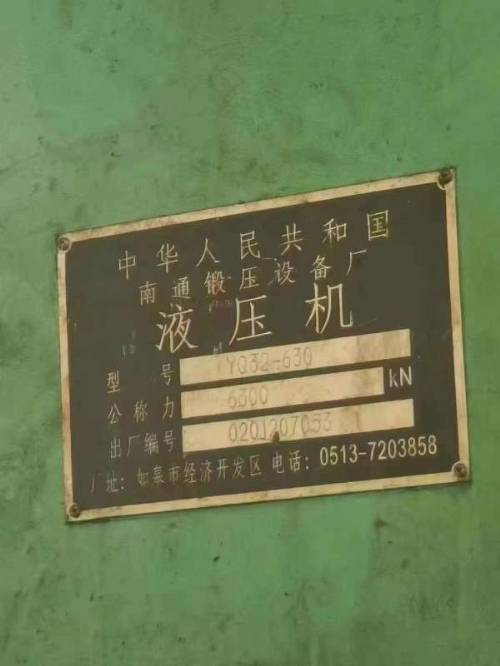 中华人民共和国
南通锻压设备厂
液压机
型号 YQ32-630
公称力 6300 kN
出厂编号 0201207053
厂址：如皋市经济开发区 电话：0513-7203858